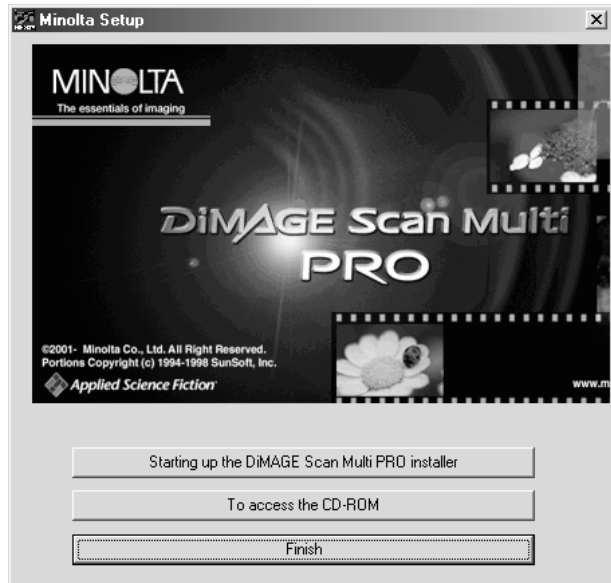 Minolta Setup
MINOLTA
The essentials of imaging
DiMAGE Scan Multi
PRO
©2001- Minolta Co., Ltd. All Right Reserved.
Portions Copyright (c) 1994-1998 SunSoft, Inc.
Applied Science Fiction
www.m
Starting up the DiMAGE Scan Multi PRO installer
To access the CD-ROM
Finish